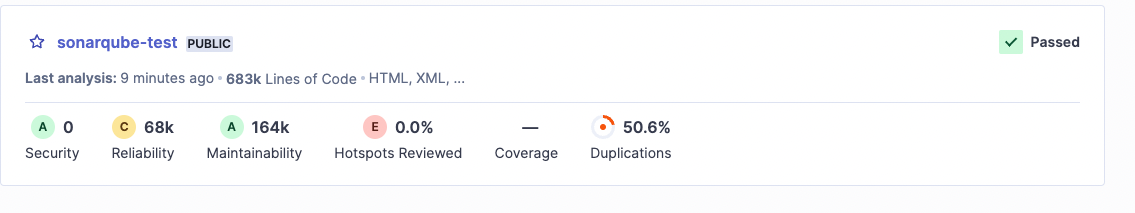 sonarqube-test PUBLIC Passed
Last analysis: 9 minutes ago • 683k Lines of Code • HTML, XML, ...
A 0 C 68k A 164k E 0.0% — 50.6%
Security Reliability Maintainability Hotspots Reviewed Coverage Duplications